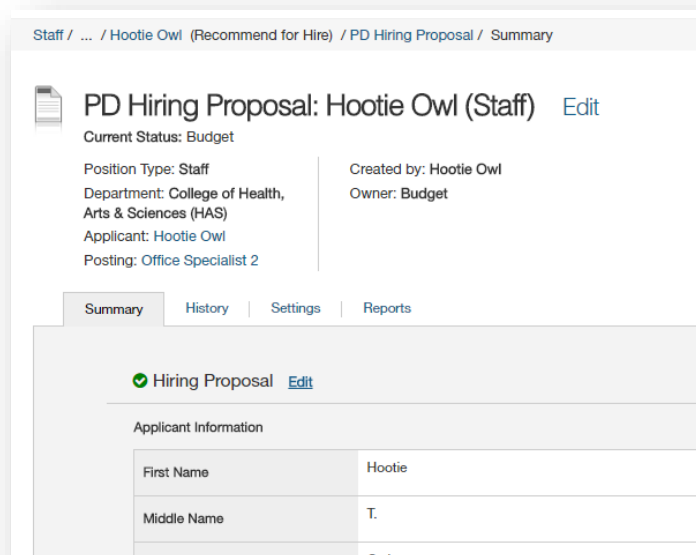 Staff / ... / Hootie Owl (Recommend for Hire) / PD Hiring Proposal / Summary
PD Hiring Proposal: Hootie Owl (Staff) Edit
Current Status: Budget
Position Type: Staff
Department: College of Health,
Arts & Sciences (HAS)
Applicant: Hootie Owl
Posting: Office Specialist 2
Created by: Hootie Owl
Owner: Budget
Summary History Settings Reports
Hiring Proposal Edit
Applicant Information
First Name Hootie
Middle Name T.